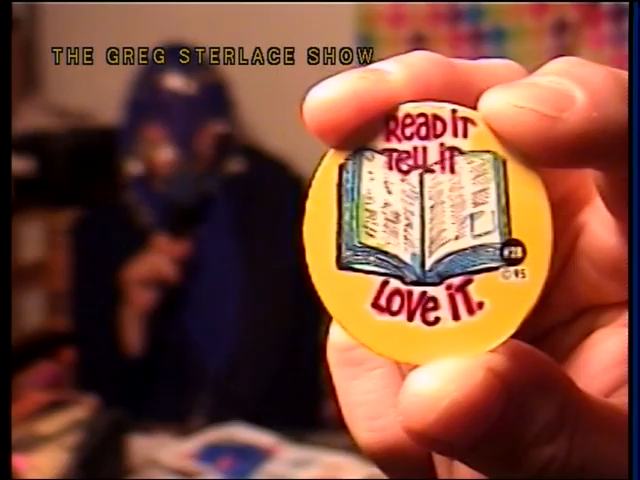 THE GREG STERLACE SHOW
READ iT
TELL iT
#28
©95
LOVE iT.